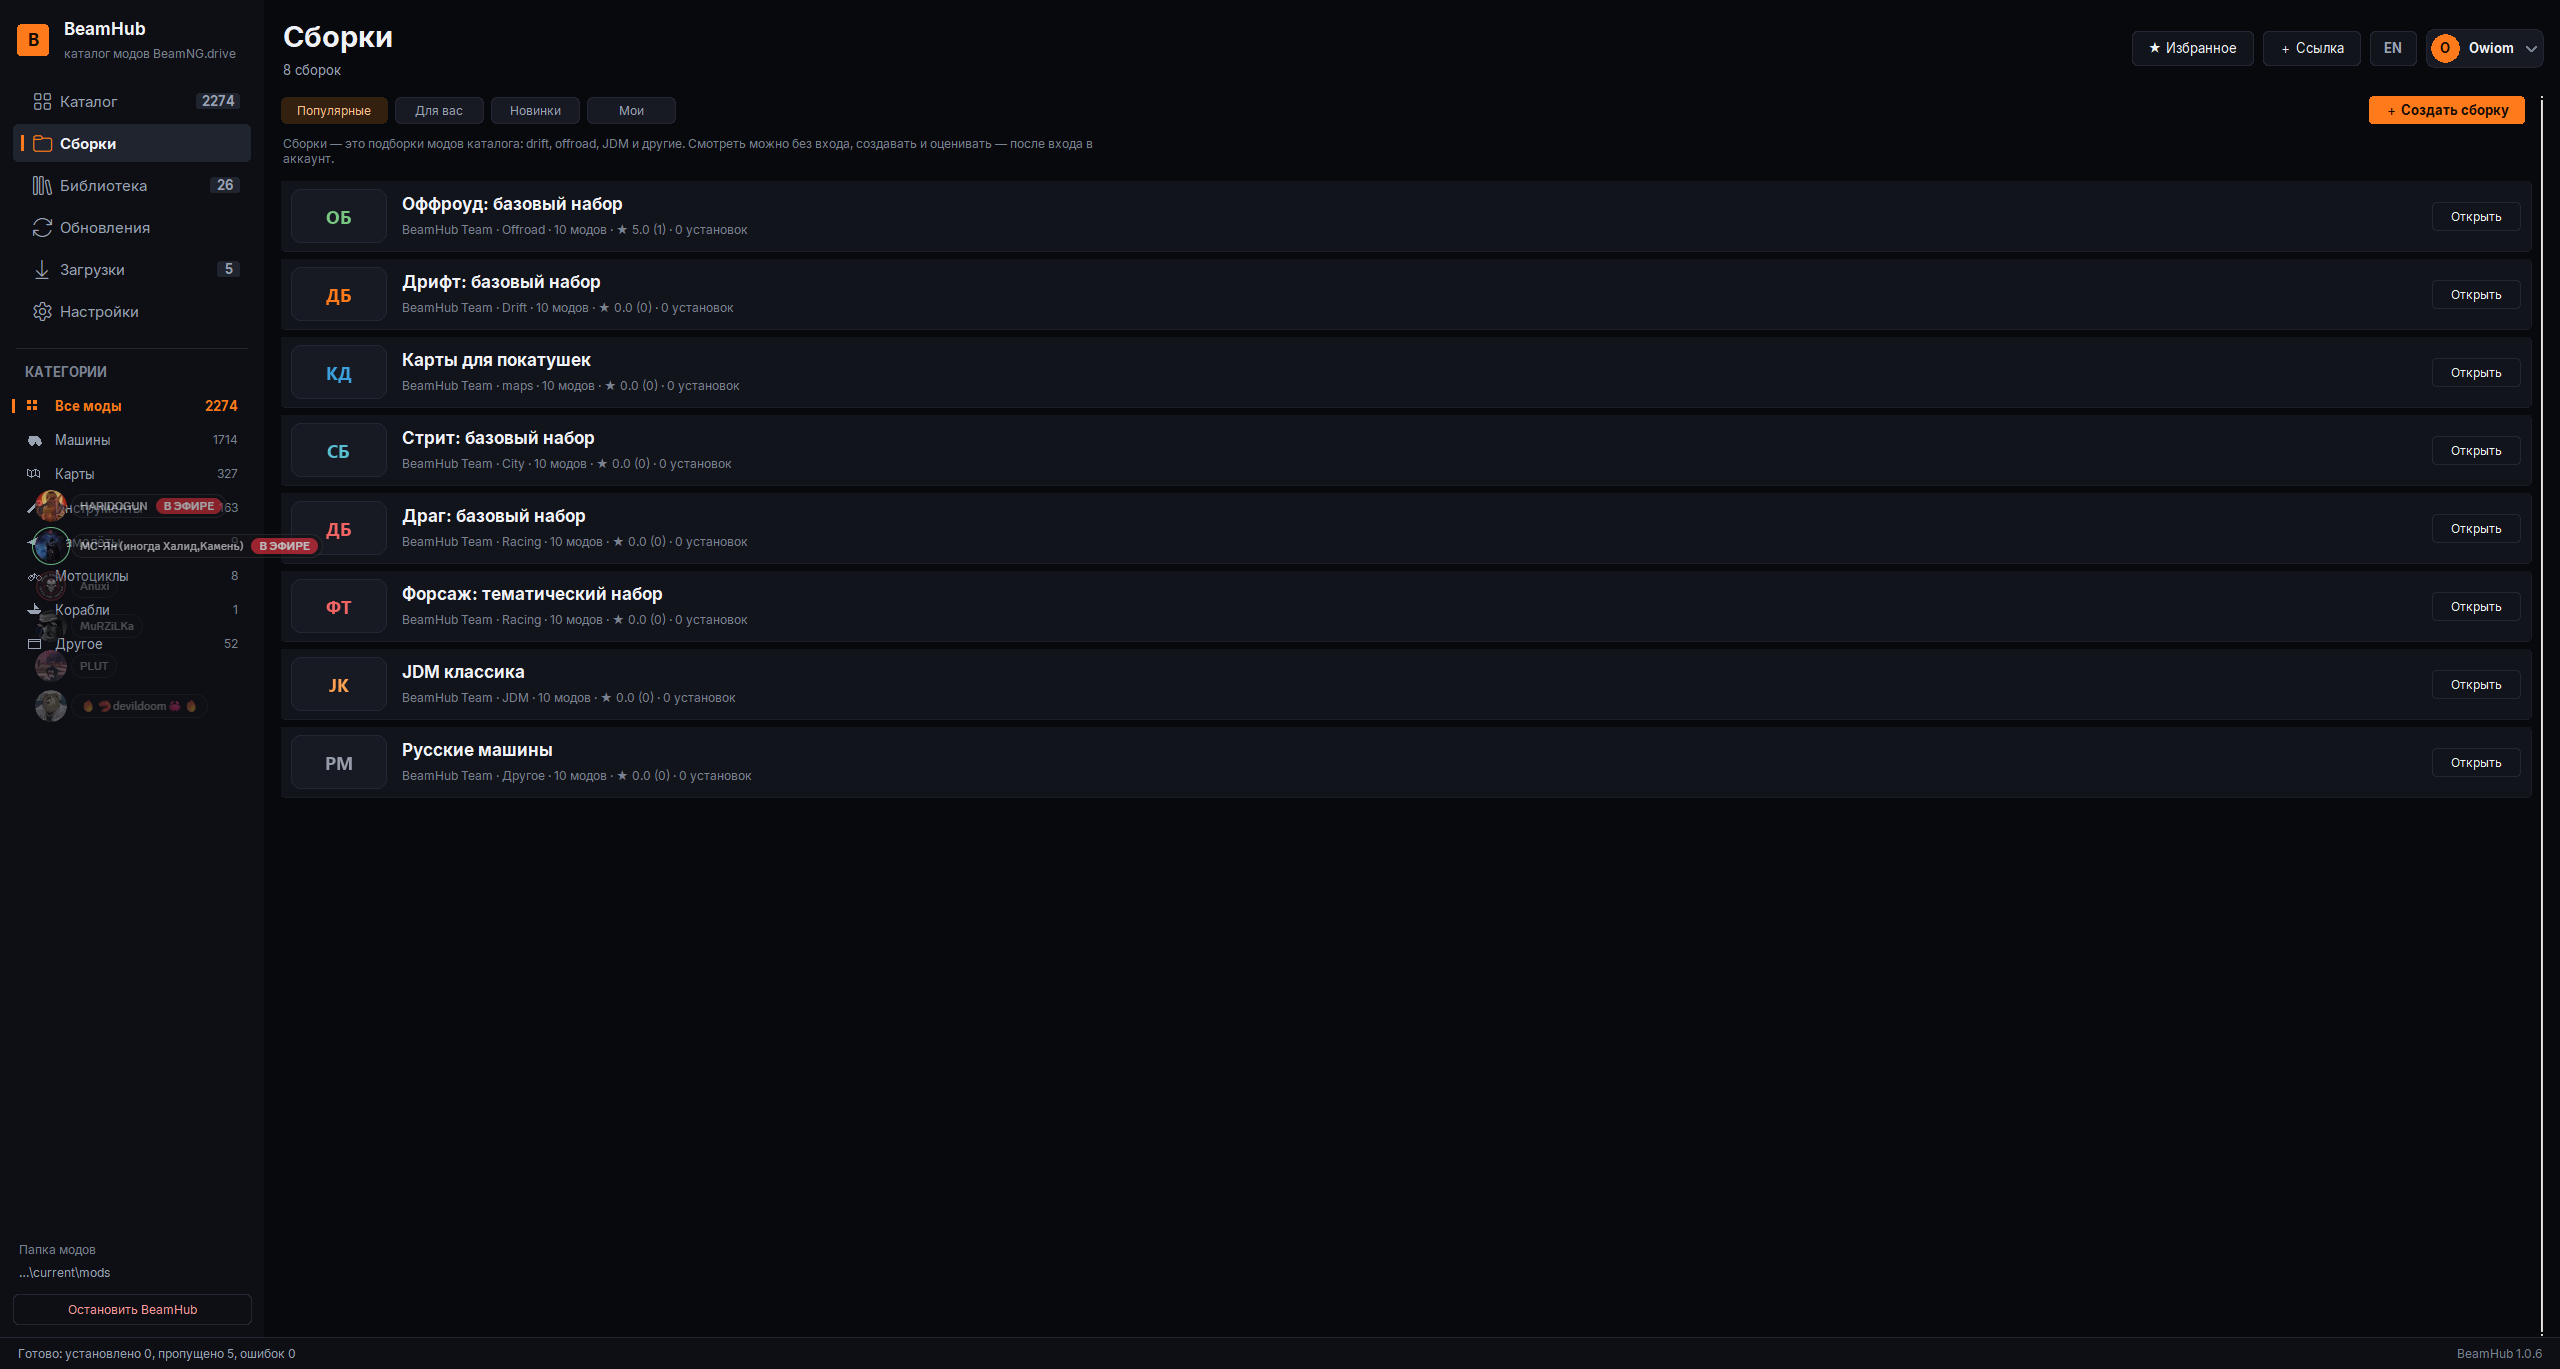 B
BeamHub
каталог модов BeamNG.drive
Каталог 2274
Сборки
Библиотека 26
Обновления
Загрузки 5
Настройки
КАТЕГОРИИ
Все моды 2274
Машины 1714
Карты 327
HARIDOGUN В ЭФИРЕ 163
МС-Ян (иногда Халид,Камень) В ЭФИРЕ
Мотоциклы 8
Anuxi
Корабли 1
MuRZiLKa
Другое 52
PLUT
devildoom
Папка модов
...\current\mods
Остановить BeamHub
Готово: установлено 0, пропущено 5, ошибок 0
Сборки
8 сборок
★ Избранное
+ Ссылка
EN
O Owiom
Популярные
Для вас
Новинки
Мои
+ Создать сборку
Сборки — это подборки модов каталога: drift, offroad, JDM и другие. Смотреть можно без входа, создавать и оценивать — после входа в
аккаунт.
ОБ
Оффроуд: базовый набор
BeamHub Team · Offroad · 10 модов · ★ 5.0 (1) · 0 установок
Открыть
ДБ
Дрифт: базовый набор
BeamHub Team · Drift · 10 модов · ★ 0.0 (0) · 0 установок
Открыть
КД
Карты для покатушек
BeamHub Team · maps · 10 модов · ★ 0.0 (0) · 0 установок
Открыть
СБ
Стрит: базовый набор
BeamHub Team · City · 10 модов · ★ 0.0 (0) · 0 установок
Открыть
ДБ
Драг: базовый набор
BeamHub Team · Racing · 10 модов · ★ 0.0 (0) · 0 установок
Открыть
ФТ
Форсаж: тематический набор
BeamHub Team · Racing · 10 модов · ★ 0.0 (0) · 0 установок
Открыть
JК
JDM классика
BeamHub Team · JDM · 10 модов · ★ 0.0 (0) · 0 установок
Открыть
РМ
Русские машины
BeamHub Team · Другое · 10 модов · ★ 0.0 (0) · 0 установок
Открыть
BeamHub 1.0.6